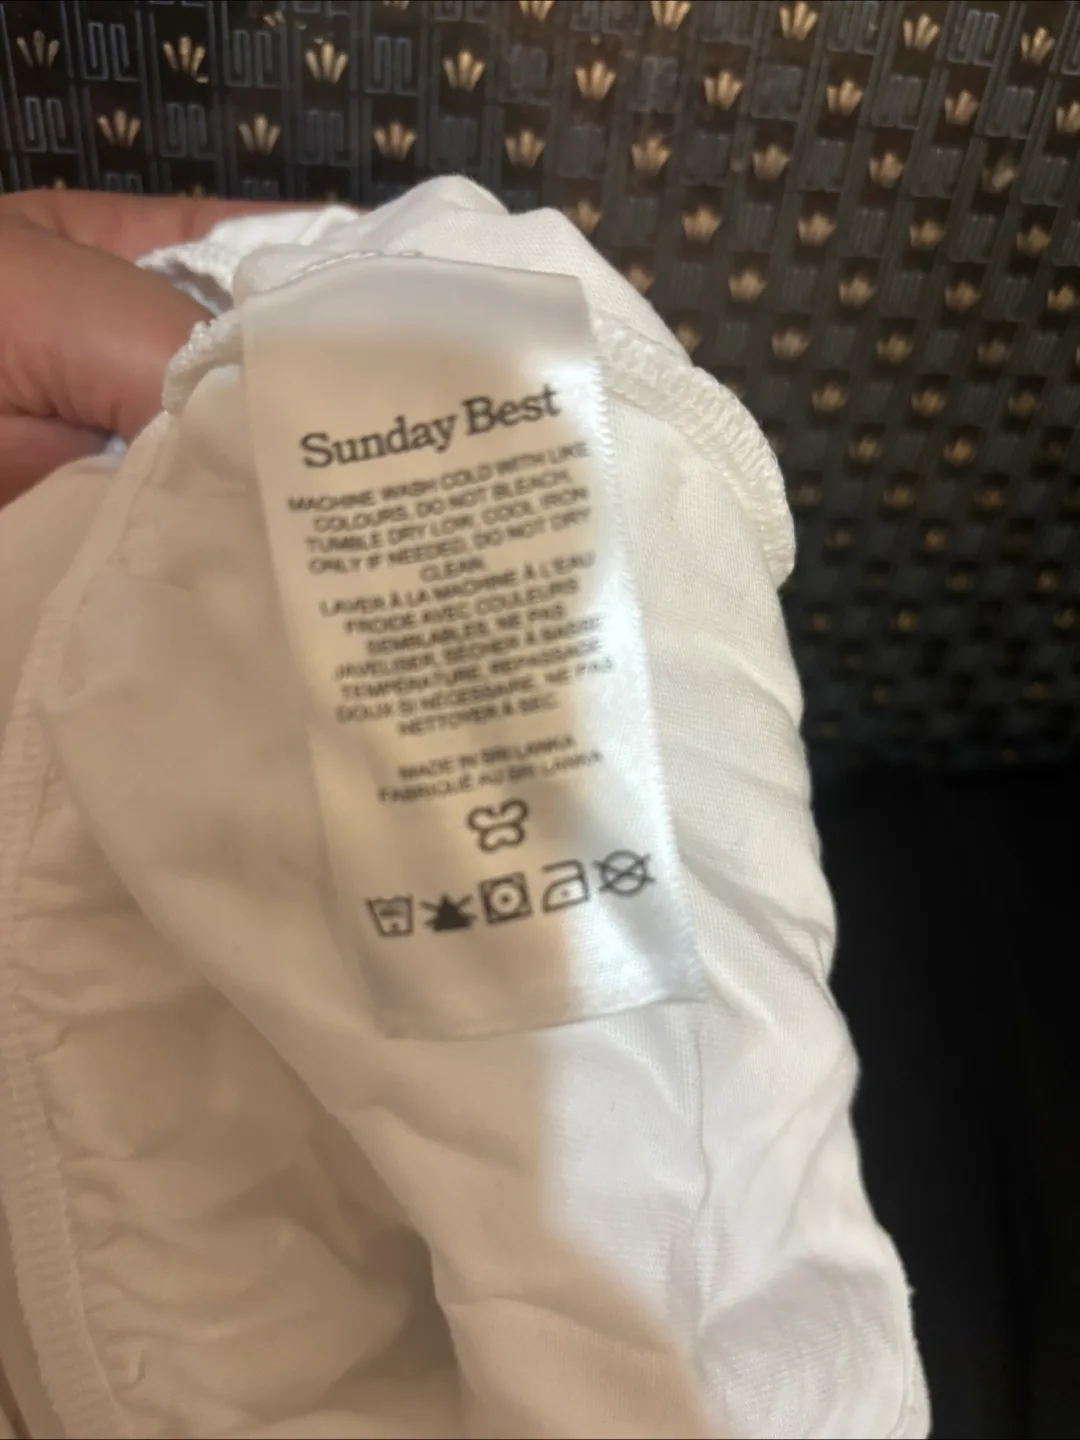 Sunday Best
MACHINE WASH COLD WITH LIKE
COLOURS, DO NOT BLEACH,
TUMBLE DRY LOW, COOL IRON
ONLY IF NEEDED, DO NOT DRY
CLEAR.
LAVER À LA MACHINE À L'EAU
FROIDE AVEC COULEURS
SEMBLABLES, NE PAS
JAVELISER, SÉCHER À BASSE
TEMPÉRATURE, REPASSAGE
DOUX SI NÉCESSAIRE, NE PAS
NETTOYER À SEC.
MADE IN SRI LANKA
FABRIQUÉ AU SRI LANKA